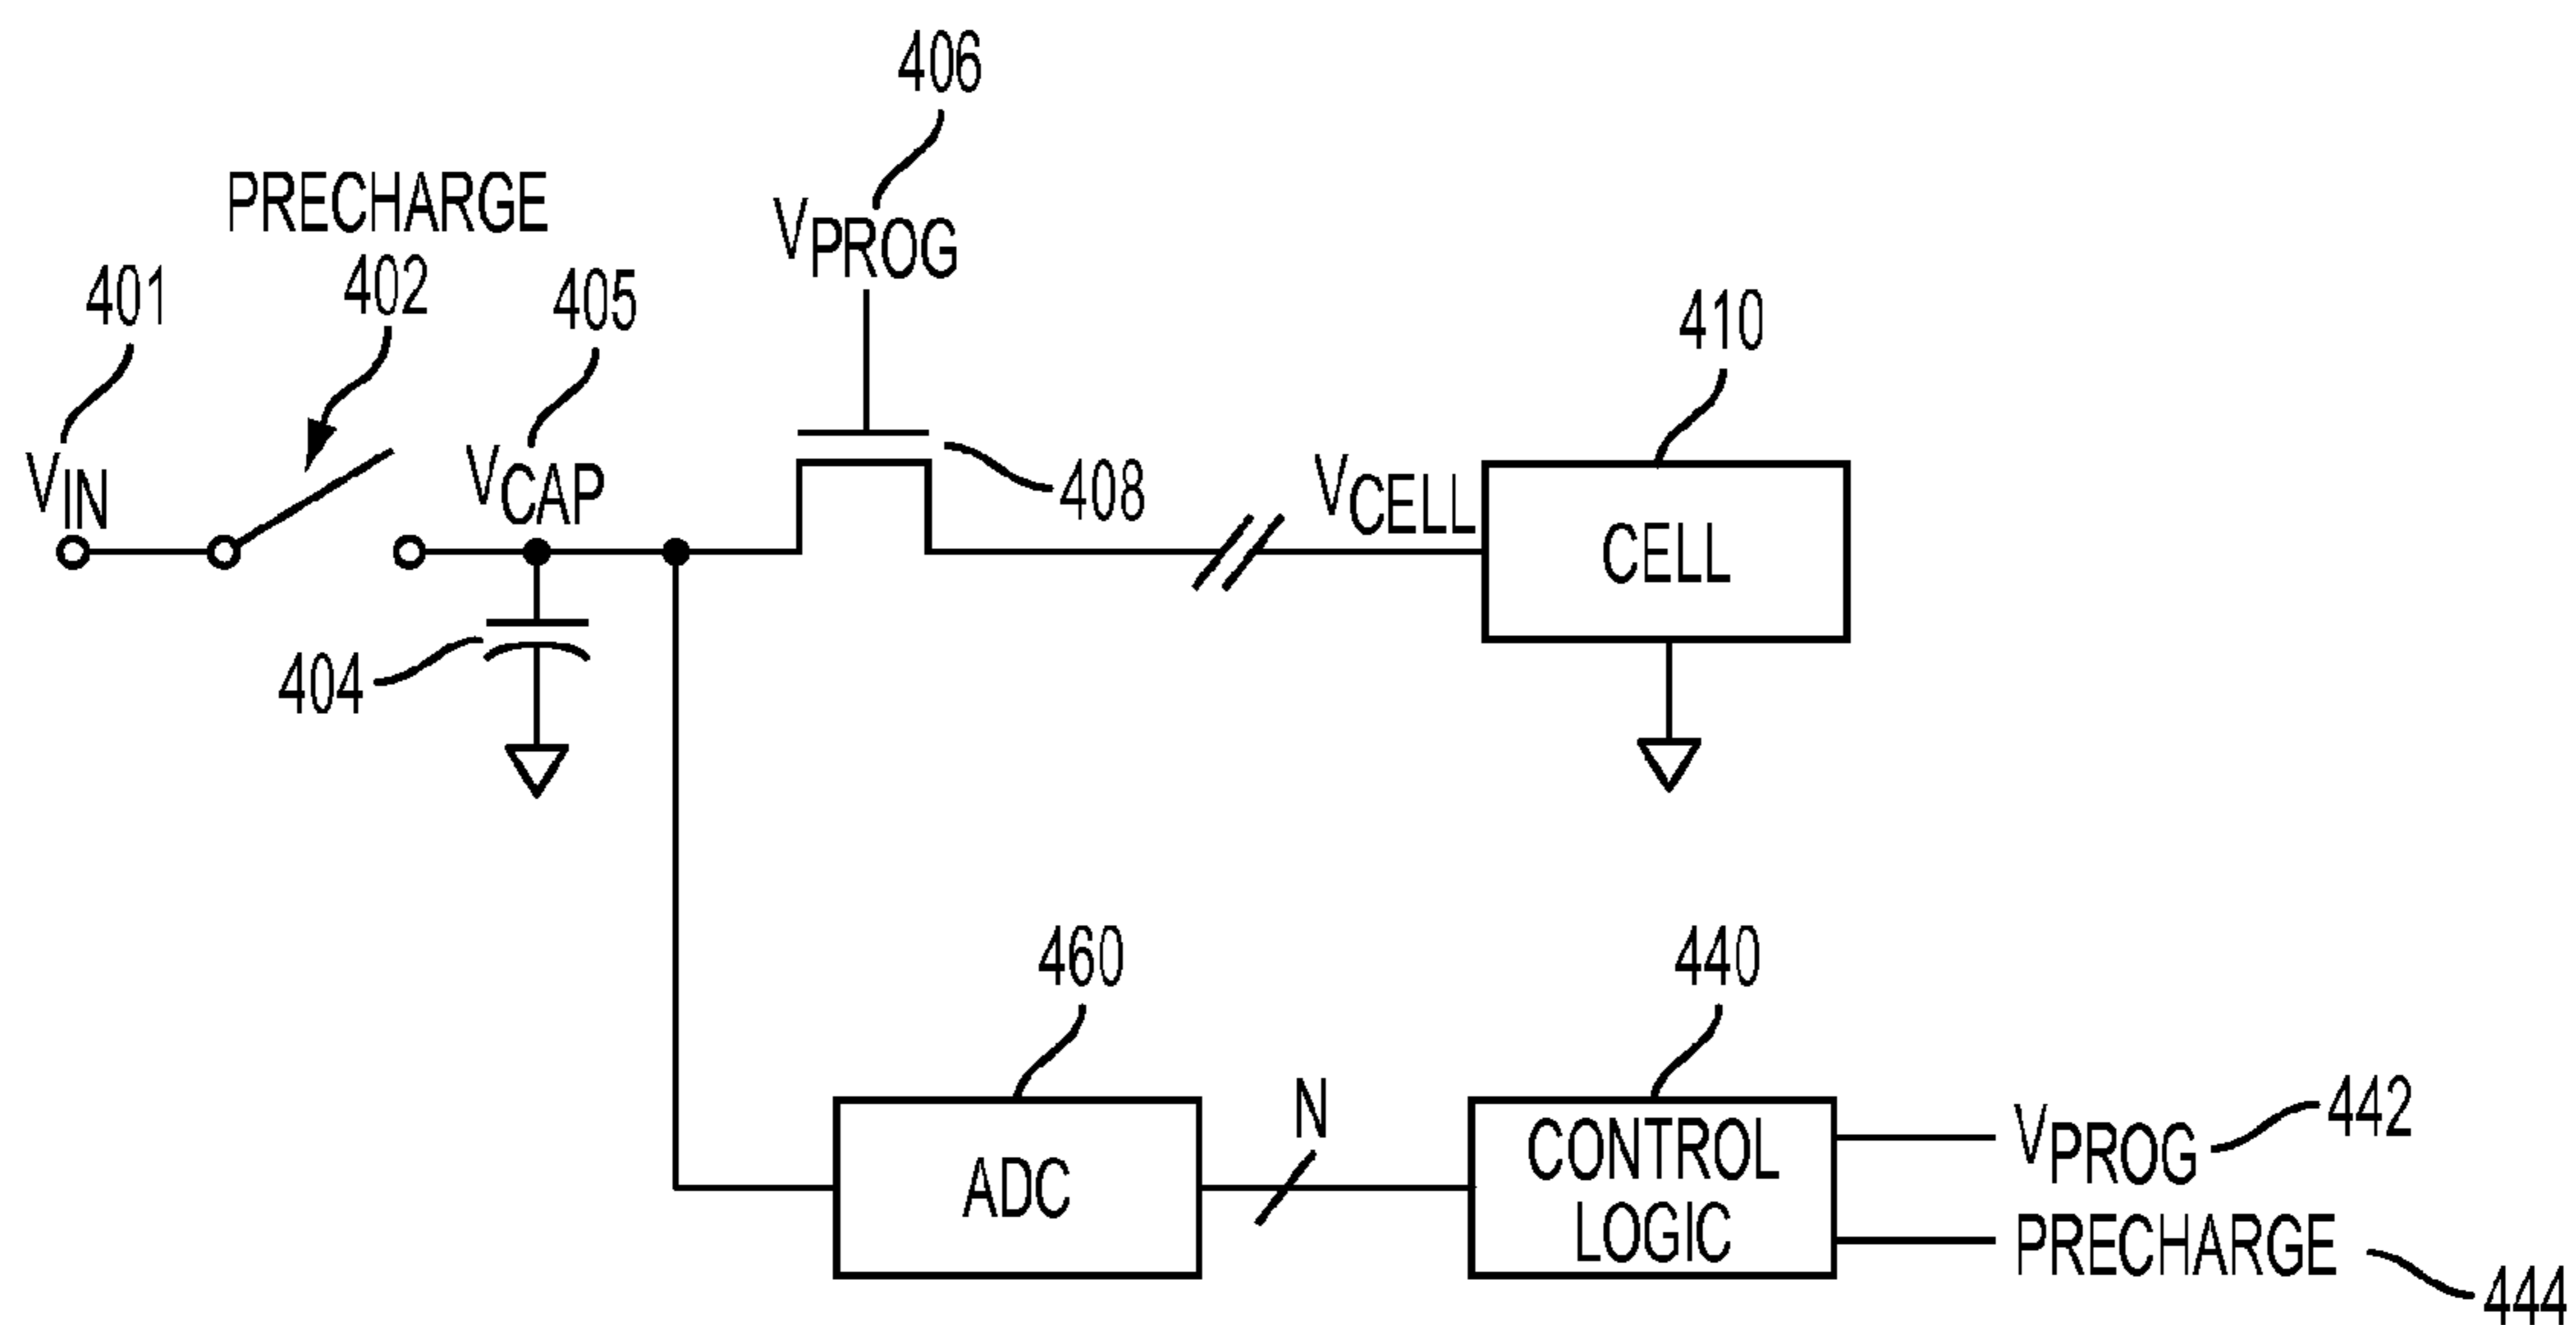 406
VPROG
PRECHARGE
402
401
405
VIN
VCAP
408
410
VCELL
CELL
404
460
440
N
ADC
CONTROL
LOGIC
VPROG
442
PRECHARGE
444